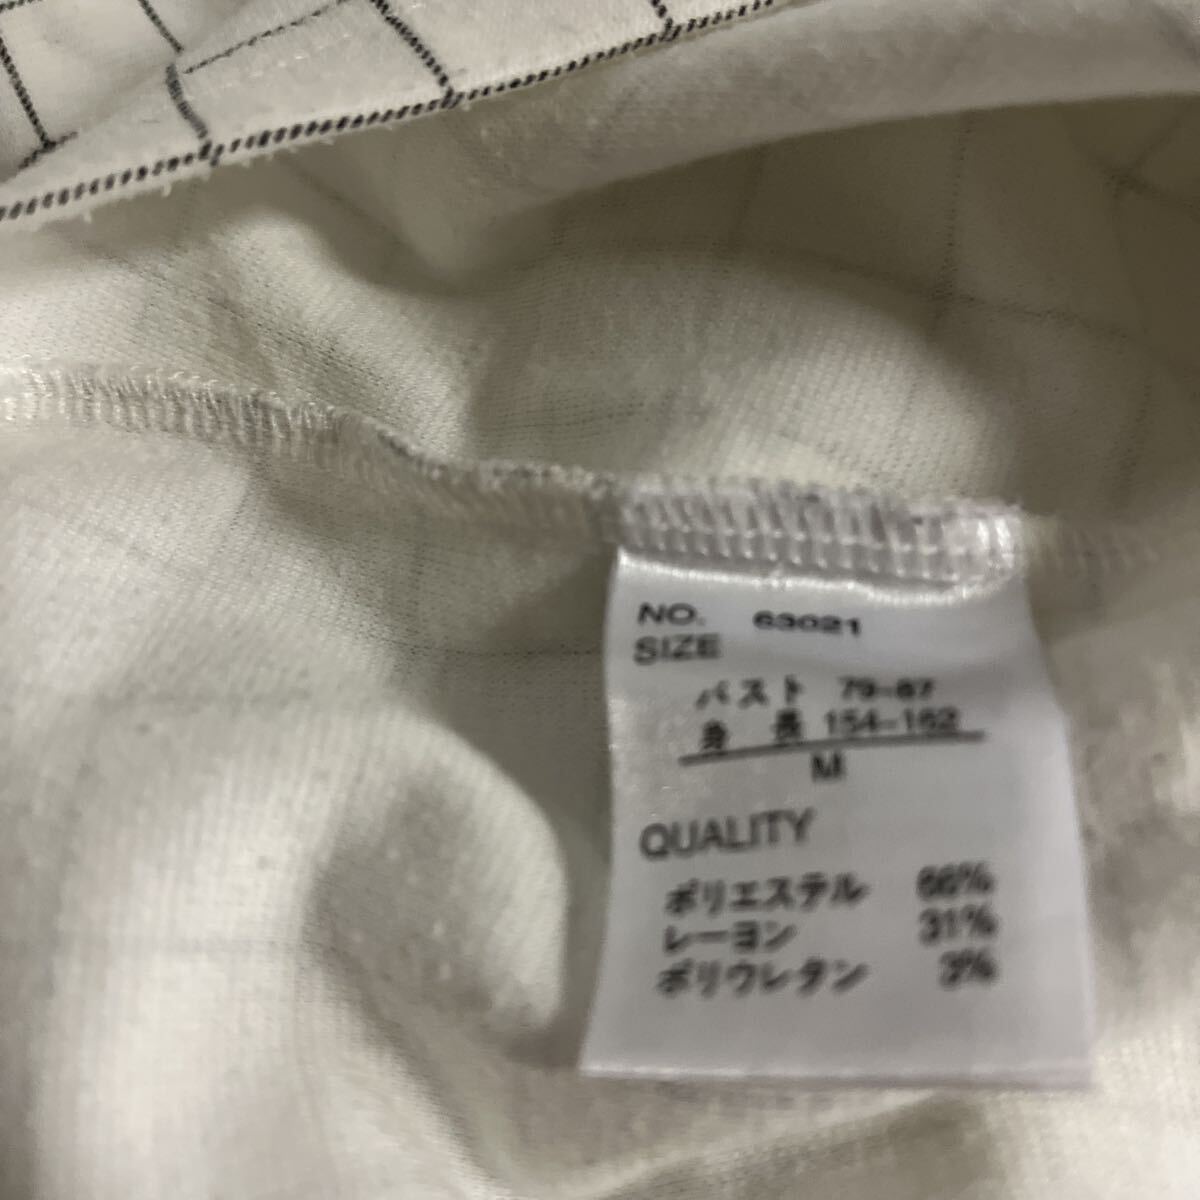 NO. 63021
SIZE
バスト 79-87
身 長 154-162
M
QUALITY
ポリエステル 66%
レーヨン 31%
ポリウレタン 3%